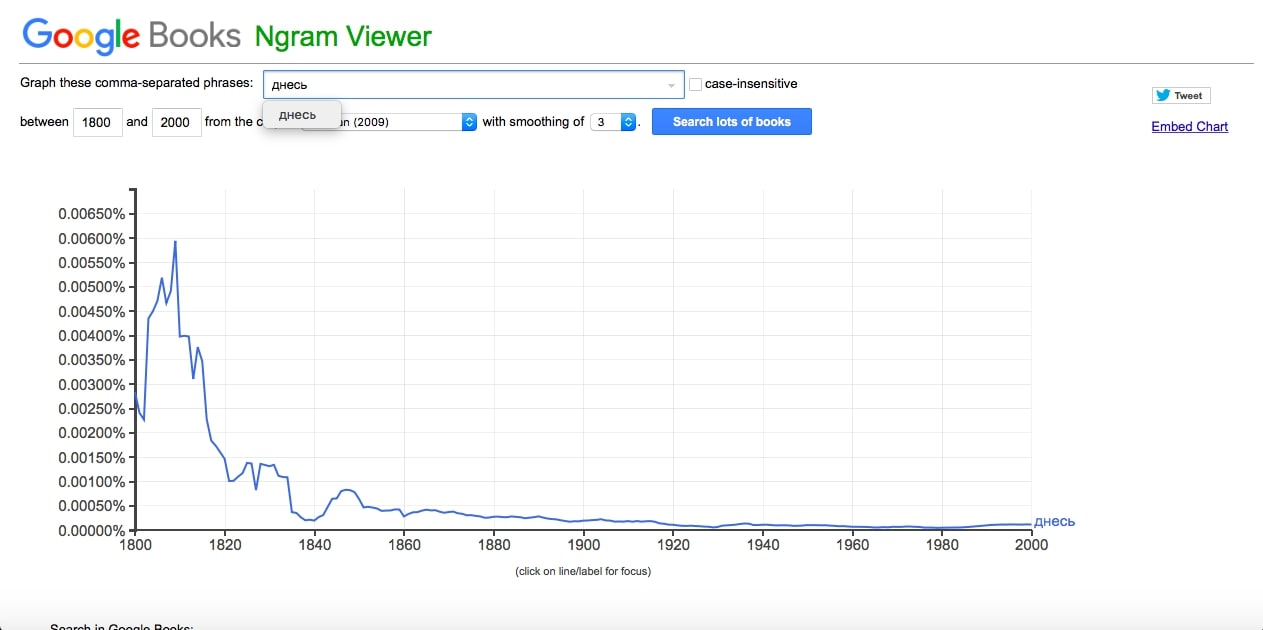 Google Books Ngram Viewer
Graph these comma-separated phrases: днесь case-insensitive
днесь
between 1800 and 2000 from the (2009) with smoothing of 3 . Search lots of books
Tweet
Embed Chart
0.00650%
0.00600%
0.00550%
0.00500%
0.00450%
0.00400%
0.00350%
0.00300%
0.00250%
0.00200%
0.00150%
0.00100%
0.00050%
0.00000%
днесь
1800 1820 1840 1860 1880 1900 1920 1940 1960 1980 2000
(click on line/label for focus)
Search in Google Books: